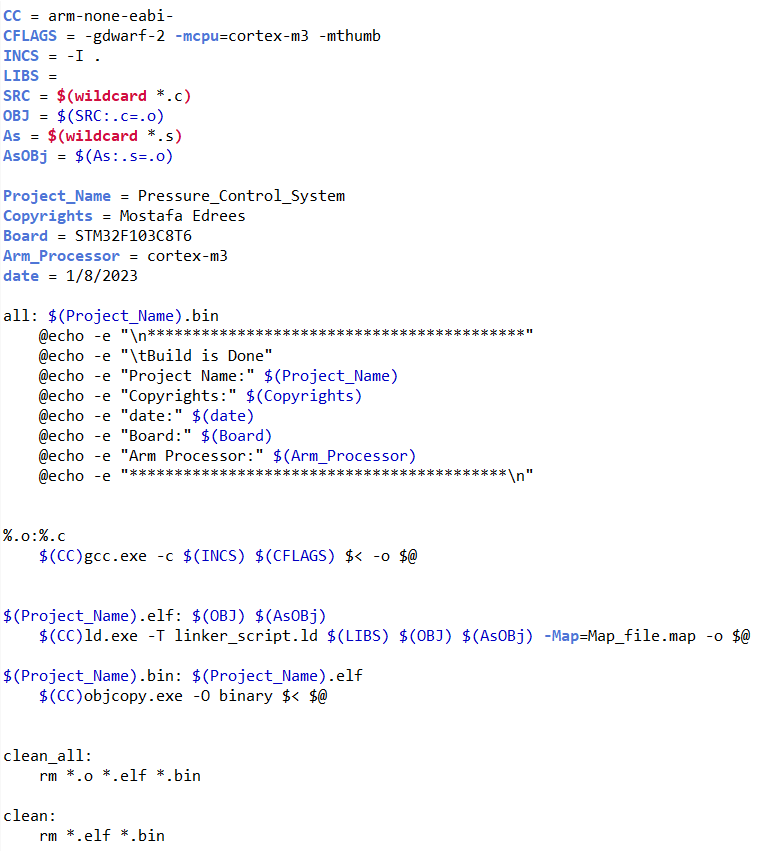 CC = arm-none-eabi-
CFLAGS = -gdwarf-2 -mcpu=cortex-m3 -mthumb
INCS = -I .
LIBS =
SRC = $(wildcard *.c)
OBJ = $(SRC:.c=.o)
As = $(wildcard *.s)
AsOBj = $(As:.s=.o)

Project_Name = Pressure_Control_System
Copyrights = Mostafa Edrees
Board = STM32F103C8T6
Arm_Processor = cortex-m3
date = 1/8/2023

all: $(Project_Name).bin
    @echo -e "\n******************************************"
    @echo -e "\tBuild is Done"
    @echo -e "Project Name:" $(Project_Name)
    @echo -e "Copyrights:" $(Copyrights)
    @echo -e "date:" $(date)
    @echo -e "Board:" $(Board)
    @echo -e "Arm Processor:" $(Arm_Processor)
    @echo -e "******************************************\n"

%.o:%.c
    $(CC)gcc.exe -c $(INCS) $(CFLAGS) $< -o $@

$(Project_Name).elf: $(OBJ) $(AsOBj)
    $(CC)ld.exe -T linker_script.ld $(LIBS) $(OBJ) $(AsOBj) -Map=Map_file.map -o $@

$(Project_Name).bin: $(Project_Name).elf
    $(CC)objcopy.exe -O binary $< $@

clean_all:
    rm *.o *.elf *.bin

clean:
    rm *.elf *.bin